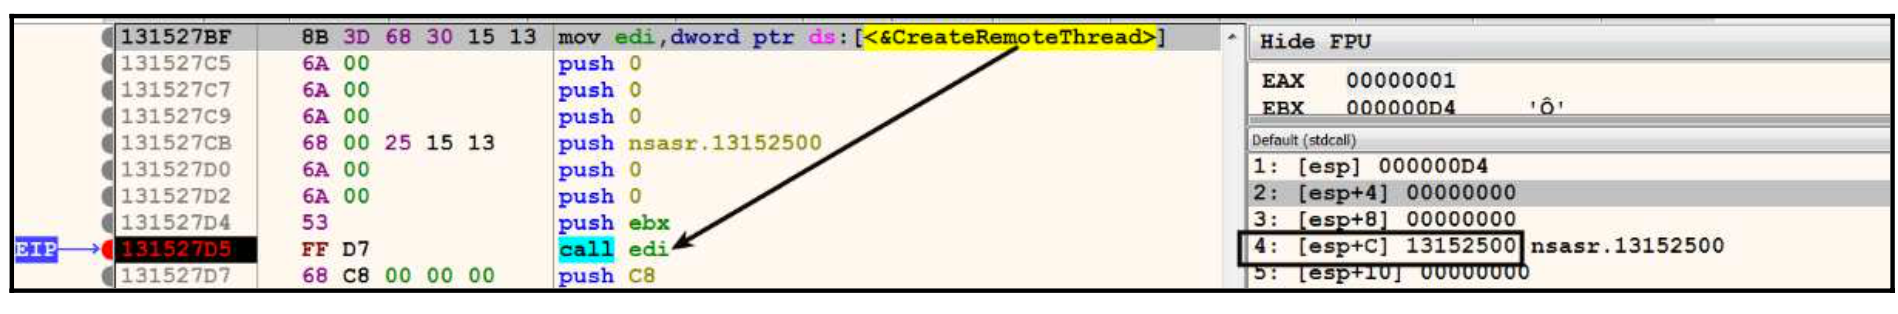 131527BF 8B 3D 68 30 15 13 mov edi,dword ptr ds:[<&CreateRemoteThread>]
131527C5 6A 00 push 0
131527C7 6A 00 push 0
131527C9 6A 00 push 0
131527CB 68 00 25 15 13 push nsasr.13152500
131527D0 6A 00 push 0
131527D2 6A 00 push 0
131527D4 53 push ebx
EIP 131527D5 FF D7 call edi
131527D7 68 C8 00 00 00 push C8
Hide FPU
EAX 00000001
EBX 000000D4 'Ô'
Default (stdcall)
1: [esp] 000000D4
2: [esp+4] 00000000
3: [esp+8] 00000000
4: [esp+C] 13152500 nsasr.13152500
5: [esp+10] 00000000